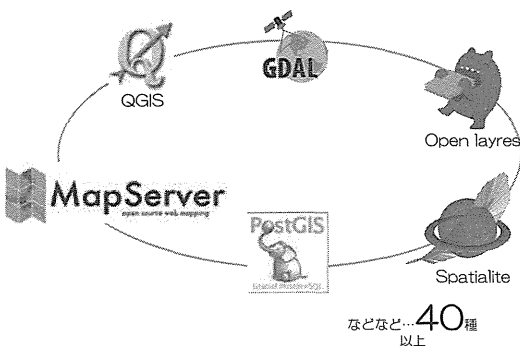 GDAL
QGIS
Open layres
MapServer
open source web mapping
PostGIS
Spatialite
などなど…40種
以上